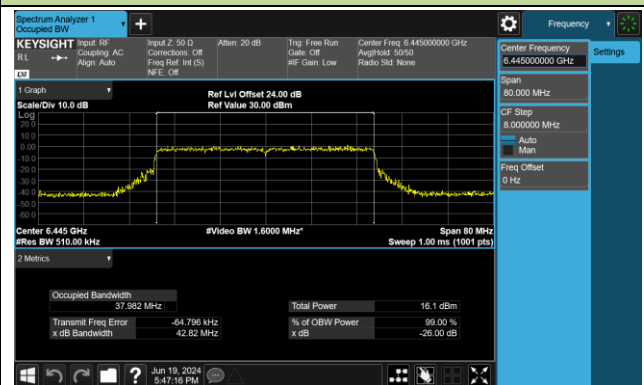 Spectrum Analyzer 1
Occupied BW
Frequency
KEYSIGHT
RL
Input: RF
Coupling: AC
Align: Auto
Input Z: 50 Ω
Corrections: Off
Freq Ref: Int (S)
NFE: Off
Atten: 20 dB
Trig: Free Run
Gate: Off
#IF Gain: Low
Center Freq: 6.445000000 GHz
Avg|Hold: 50/50
Radio Std: None
Center Frequency
6.445000000 GHz
Settings
Span
80.000 MHz
CF Step
8.000000 MHz
Auto
Man
Freq Offset
0 Hz
1 Graph
Scale/Div 10.0 dB
Ref Lvl Offset 24.00 dB
Ref Value 30.00 dBm
Log
20.0
10.0
0.00
-10.0
-20.0
-30.0
-40.0
-50.0
-60.0
Center 6.445 GHz
#Res BW 510.00 kHz
#Video BW 1.6000 MHz*
Span 80 MHz
Sweep 1.00 ms (1001 pts)
2 Metrics
Occupied Bandwidth
37.982 MHz
Total Power 16.1 dBm
Transmit Freq Error -64.796 kHz
% of OBW Power 99.00 %
x dB Bandwidth 42.82 MHz
x dB -26.00 dB
Jun 19, 2024
5:47:16 PM